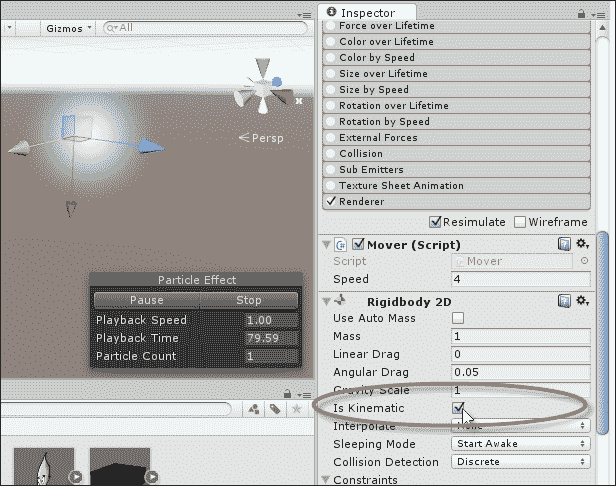 Inspector
Gizmos
All
Force over Lifetime
Color over Lifetime
Color by Speed
Size over Lifetime
Size by Speed
Rotation over Lifetime
Rotation by Speed
External Forces
Collision
Sub Emitters
Texture Sheet Animation
Renderer
Persp
Resimulate Wireframe
Mover (Script)
Script Mover
Speed 4
Particle Effect
Pause Stop
Playback Speed 1.00
Playback Time 79.59
Particle Count 1
Rigidbody 2D
Use Auto Mass
Mass 1
Linear Drag 0
Angular Drag 0.05
Gravity Scale 1
Is Kinematic
Interpolate None
Sleeping Mode Start Awake
Collision Detection Discrete
Constraints